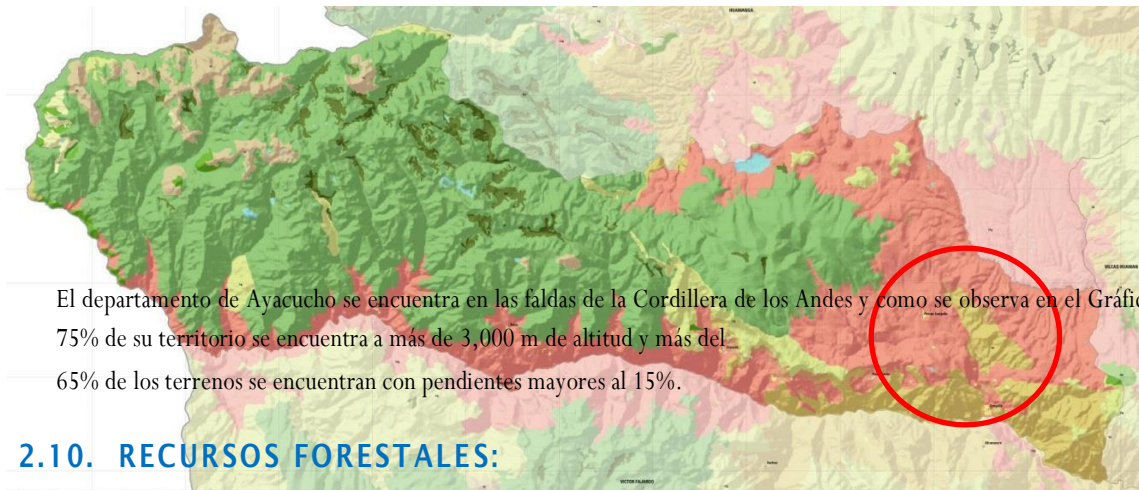 HUAMANGA
El departamento de Ayacucho se encuentra en las faldas de la Cordillera de los Andes y como se observa en el Gráfic
75% de su territorio se encuentra a más de 3,000 m de altitud y más del
65% de los terrenos se encuentran con pendientes mayores al 15%.
2.10. RECURSOS FORESTALES:
VICTOR FAJARDO